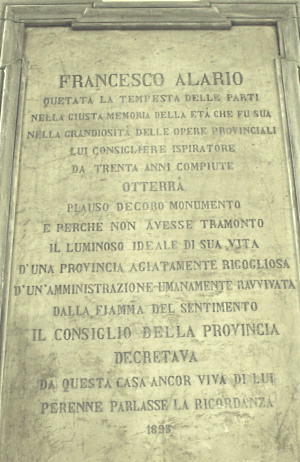 FRANCESCO ALARIO
QUETATA LA TEMPESTA DELLE PARTI
NELLA GIUSTA MEMORIA DELLA ETÀ CHE FU SUA
NELLA GRANDIOSITÀ DELLE OPERE PROVINCIALI
LUI CONSIGLIERE ISPIRATORE
DA TRENTA ANNI COMPIUTE
OTTERRÀ
PLAUSO DECORO MONUMENTO
E PERCHE NON AVESSE TRAMONTO
IL LUMINOSO IDEALE DI SUA VITA
D'UNA PROVINCIA AGIATAMENTE RIGOGLIOSA
D'UN'AMMINISTRAZIONE UMANAMENTE RAVVIVATA
DALLA FIAMMA DEL SENTIMENTO
IL CONSIGLIO DELLA PROVINCIA
DECRETAVA
DA QUESTA CASA ANCOR VIVA DI LUI
PERENNE PARLASSE LA RICORDANZA
1893